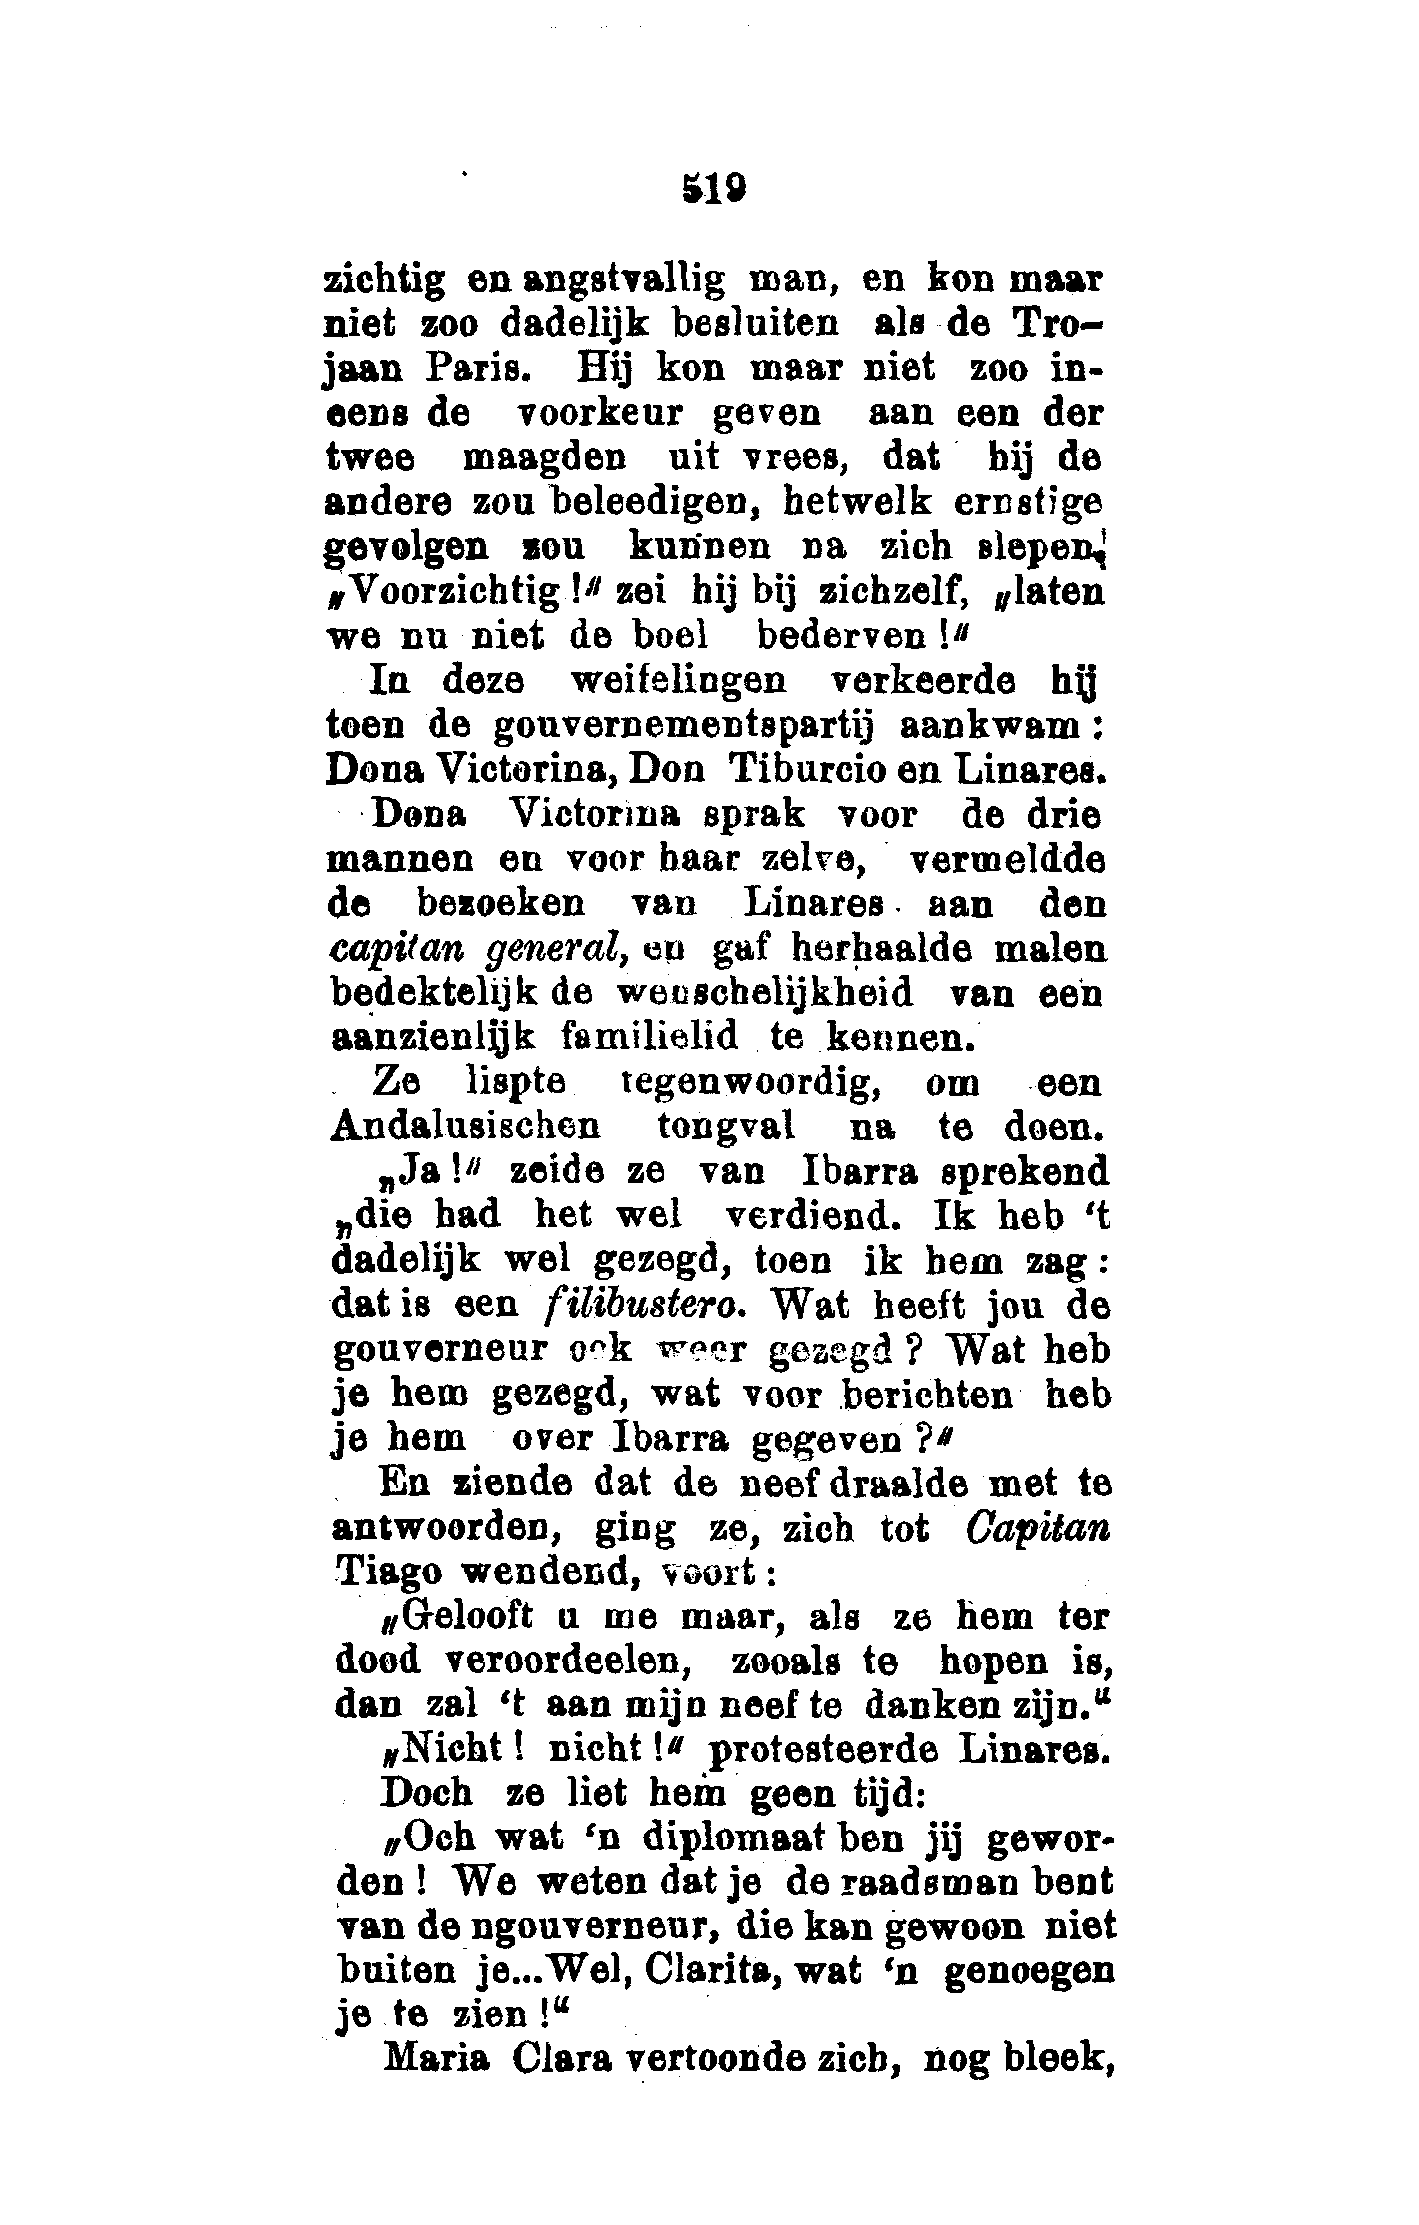 519
zichtig en angstvallig man, en kon maar
niet zoo dadelijk besluiten als de Tro-
jaan Paris. Hij kon maar niet zoo in-
eens de voorkeur geven aan een der
twee maagden uit vrees, dat hij de
andere zou beleedigen, hetwelk ernstige
gevolgen zou kunnen na zich slepen.
„Voorzichtig!" zei hij bij zichzelf, „laten
we nu niet de boel bederven!"
In deze weifelingen verkeerde hij
toen de gouvernementspartij aankwam:
Dona Victorina, Don Tiburcio en Linares.
Dona Victorina sprak voor de drie
mannen en voor haar zelve, vermeldde
de bezoeken van Linares aan den
capitan general, en gaf herhaalde malen
bedektelijk de wenschelijkheid van een
aanzienlijk familielid te kennen.
Ze lispte tegenwoordig, om een
Andalusischen tongval na te doen.
„Ja!" zeide ze van Ibarra sprekend
„die had het wel verdiend. Ik heb 't
dadelijk wel gezegd, toen ik hem zag:
dat is een filibustero. Wat heeft jou de
gouverneur ook weer gezegd? Wat heb
je hem gezegd, wat voor berichten heb
je hem over Ibarra gegeven?"
En ziende dat de neef draalde met te
antwoorden, ging ze, zich tot Capitan
Tiago wendend, voort:
„Gelooft u me maar, als ze hem ter
dood veroordeelen, zooals te hopen is,
dan zal 't aan mijn neef te danken zijn."
„Nicht! nicht!" protesteerde Linares.
Doch ze liet hem geen tijd:
„Och wat 'n diplomaat ben jij gewor-
den! We weten dat je de raadsman bent
van de ngouverneur, die kan gewoon niet
buiten je...Wel, Clarita, wat 'n genoegen
je te zien!"
Maria Clara vertoonde zich, nog bleek,